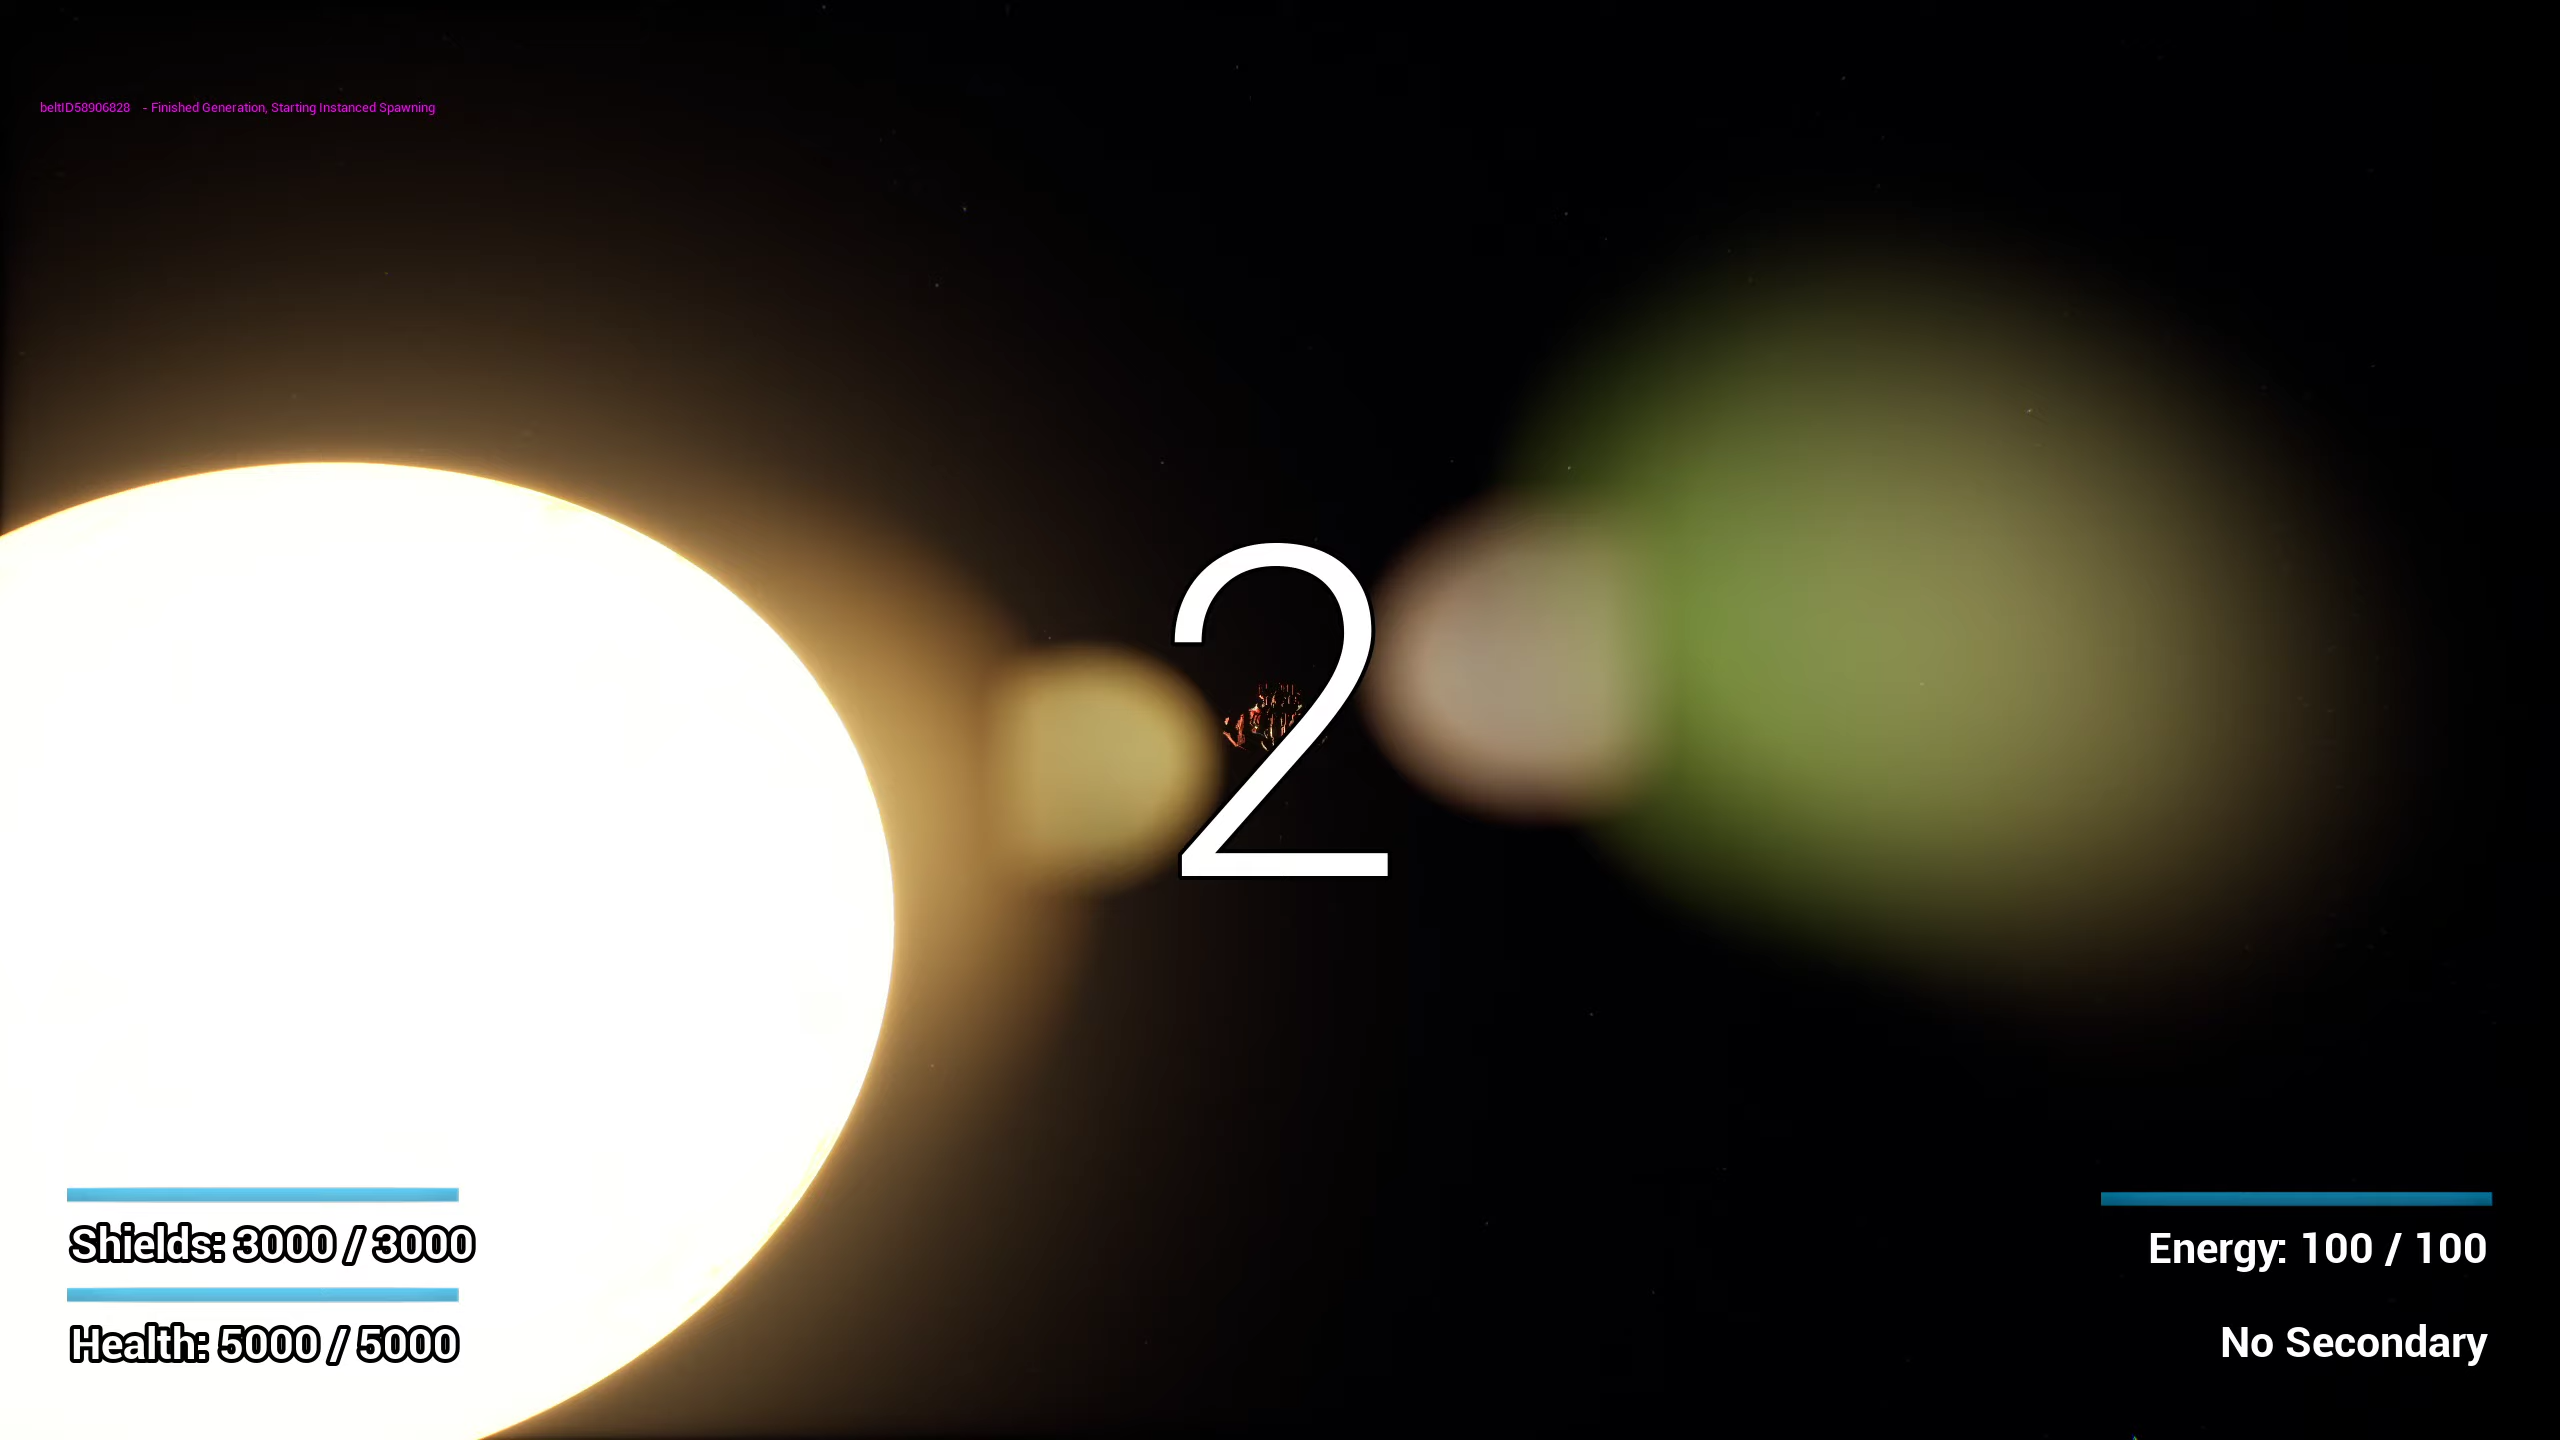 beltID58906828 - Finished Generation, Starting Instanced Spawning
2
Shields: 3000 / 3000
Health: 5000 / 5000
Energy: 100 / 100
No Secondary